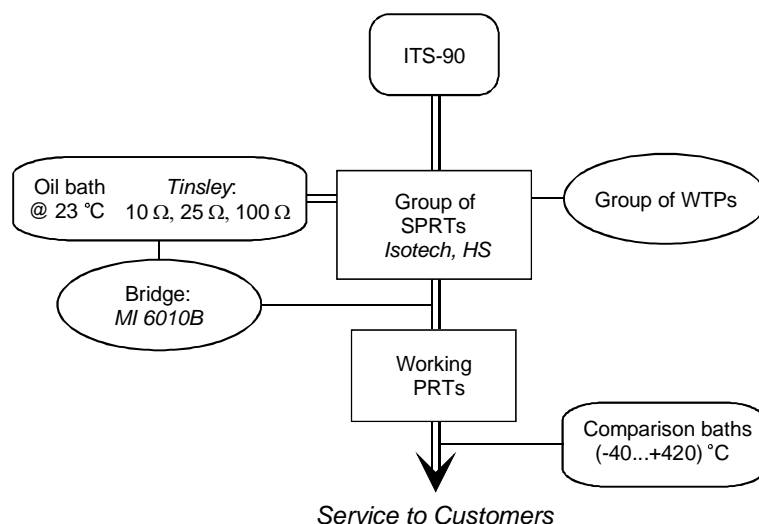 ITS-90
Oil bath
@ 23 °C
Tinsley:
10 Ω, 25 Ω, 100 Ω
Group of
SPRTs
Isotech, HS
Group of WTPs
Bridge:
MI 6010B
Working
PRTs
Comparison baths
(-40...+420) °C
Service to Customers